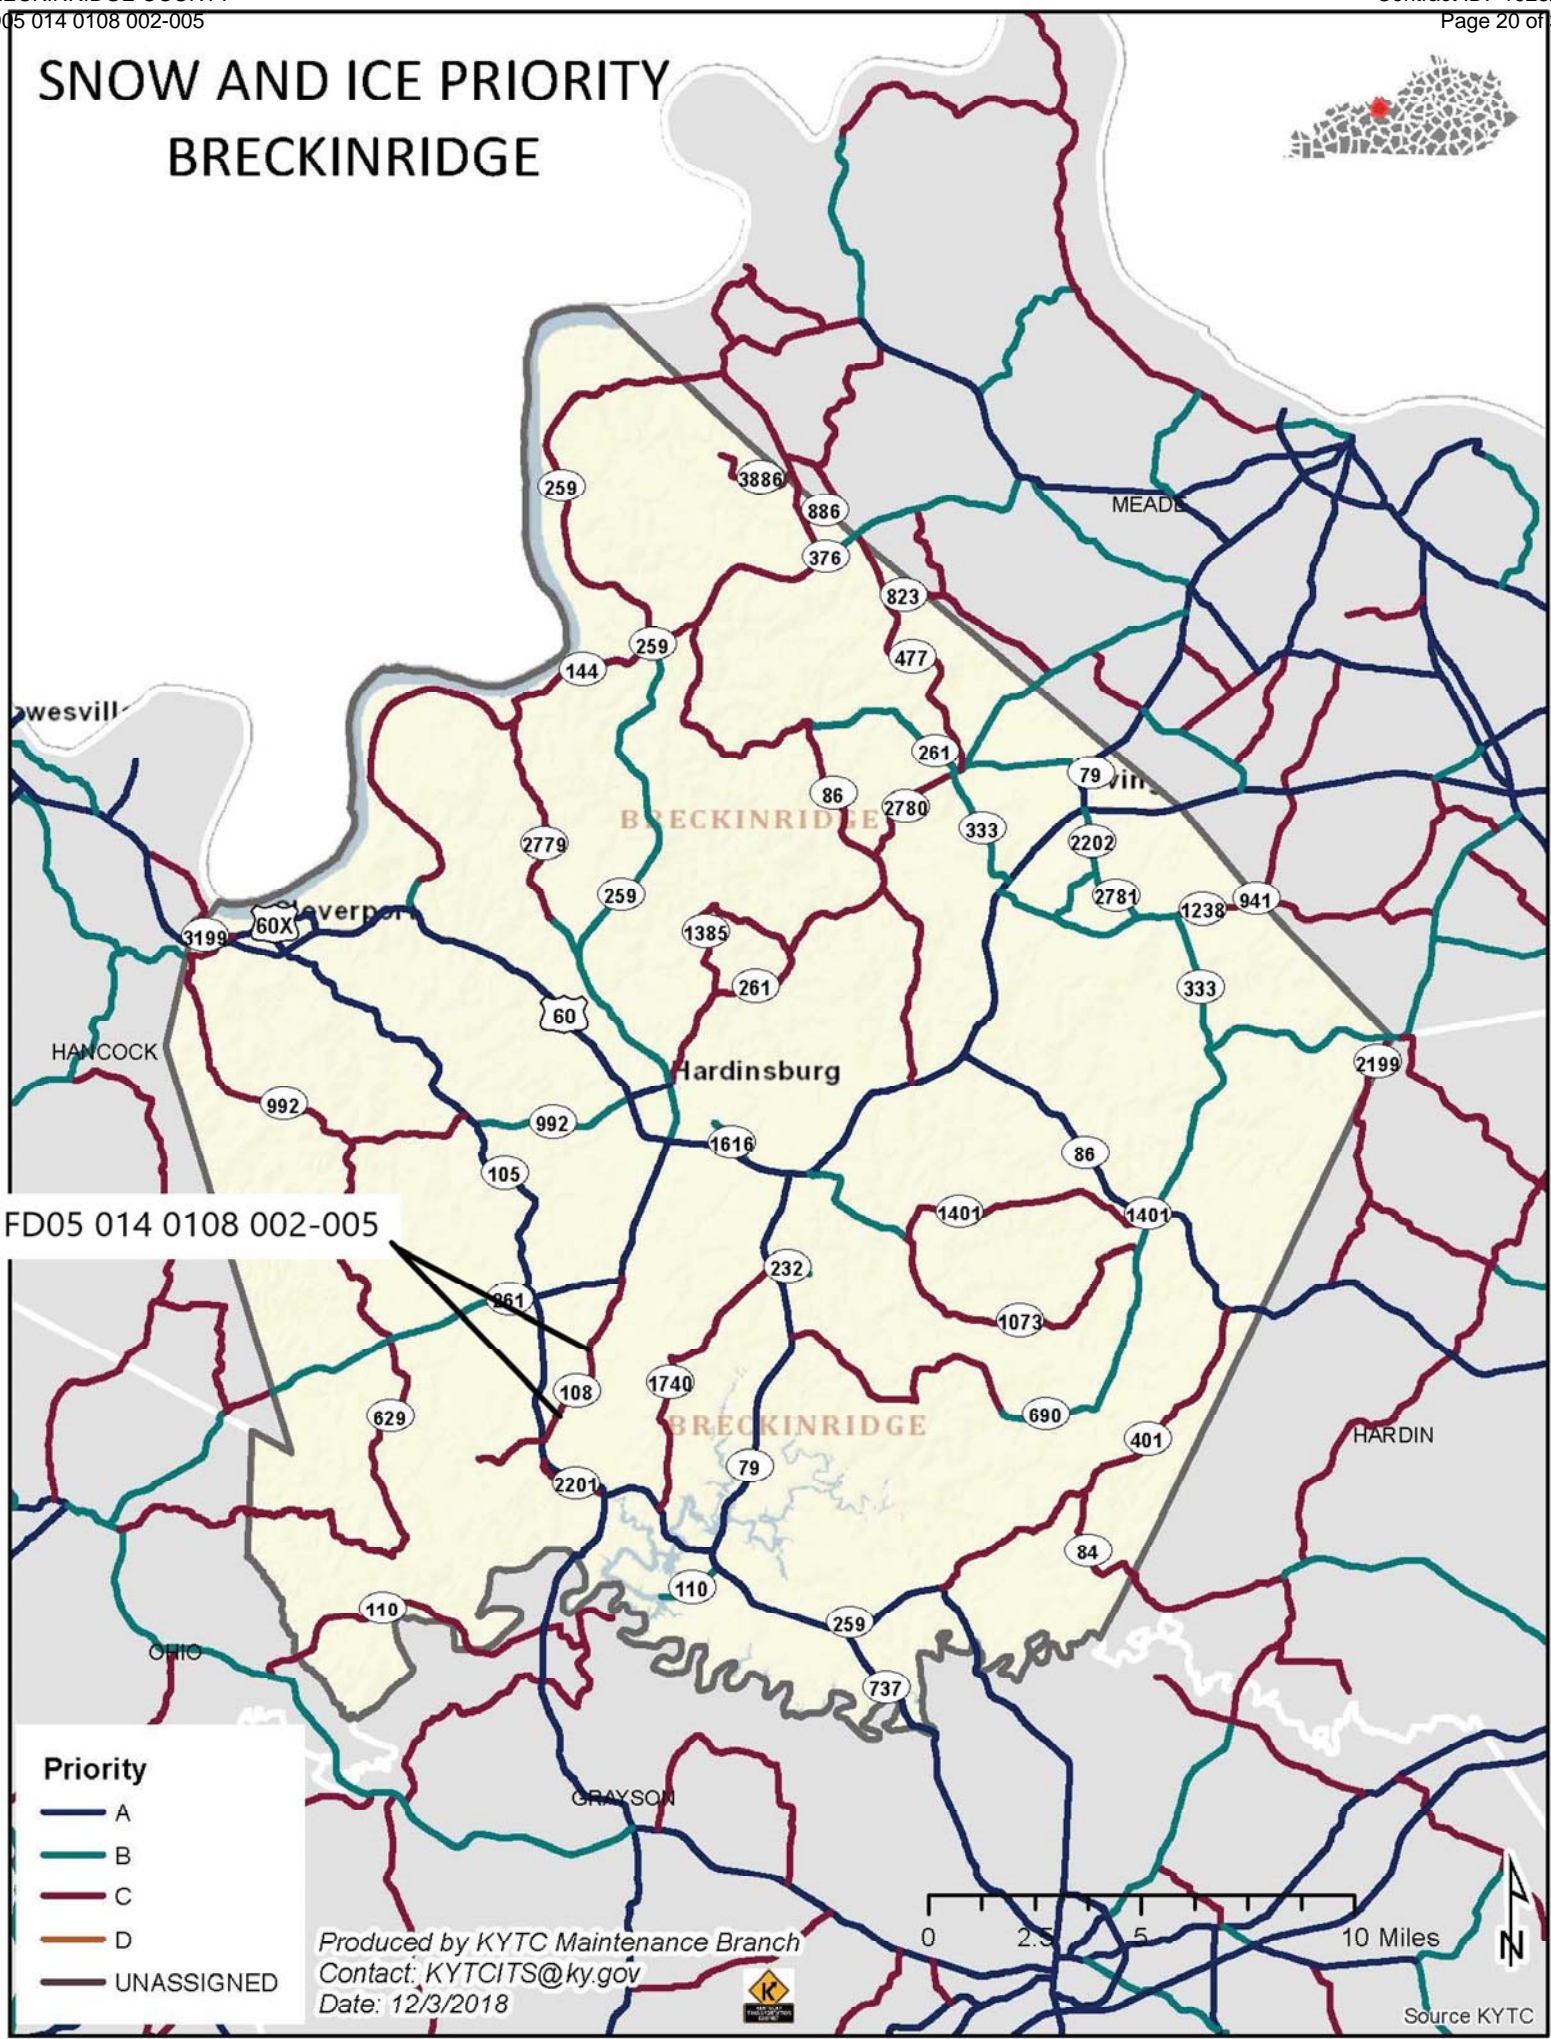 05 014 0108 002-005
Page 20 of
SNOW AND ICE PRIORITY
BRECKINRIDGE
259
3886
886
376
MEADE
823
259
144
477
261
79
86
2780
BRECKINRIDGE
333
2779
2202
259
2781
1238
941
60X
Cloverport
3199
1385
261
333
60
HANCOCK
Hardinsburg
2199
992
992
1616
105
86
FD05 014 0108 002-005
1401
1401
232
261
1073
108
1740
629
690
BRECKINRIDGE
401
HARDIN
79
2201
84
110
110
259
OHIO
737
Priority
A
B
C
D
UNASSIGNED
GRAYSON
0 2.5 5 10 Miles
N
Produced by KYTC Maintenance Branch
Contact: KYTCITS@ky.gov
Date: 12/3/2018
Source KYTC